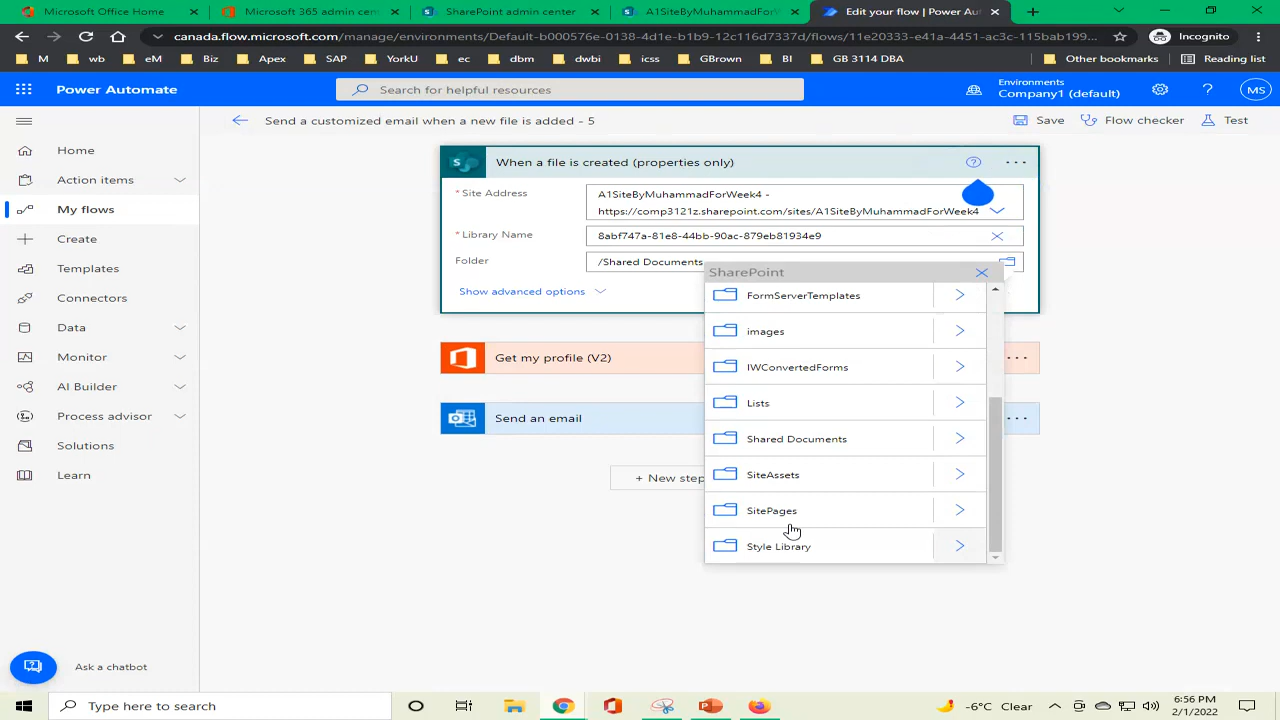 Microsoft Office Home
Microsoft 365 admin cen
SharePoint admin center
A1SiteByMuhammadForW
Edit your flow | Power Aut
canada.flow.microsoft.com/manage/environments/Default-b000576e-0138-4d1e-b1b9-12c116d7337d/flows/11e20333-e41a-4451-ac3c-115bab199...
Incognito
M
wb
eM
Biz
Apex
SAP
YorkU
ec
dbm
dwbi
icss
GBrown
BI
GB 3114 DBA
Other bookmarks
Reading list
Power Automate
Search for helpful resources
Environments
Company1 (default)
MS
Send a customized email when a new file is added - 5
Save
Flow checker
Test
Home
Action items
My flows
Create
Templates
Connectors
Data
Monitor
AI Builder
Process advisor
Solutions
Learn
Ask a chatbot
When a file is created (properties only)
* Site Address
A1SiteByMuhammadForWeek4 -
https://comp3121z.sharepoint.com/sites/A1SiteByMuhammadForWeek4
* Library Name
8abf747a-81e8-44bb-90ac-879eb81934e9
Folder
/Shared Documents
Show advanced options
SharePoint
FormServerTemplates
images
IWConvertedForms
Lists
Shared Documents
SiteAssets
SitePages
Style Library
Get my profile (V2)
Send an email
+ New step
Type here to search
-6°C Clear
6:56 PM
2/1/2022